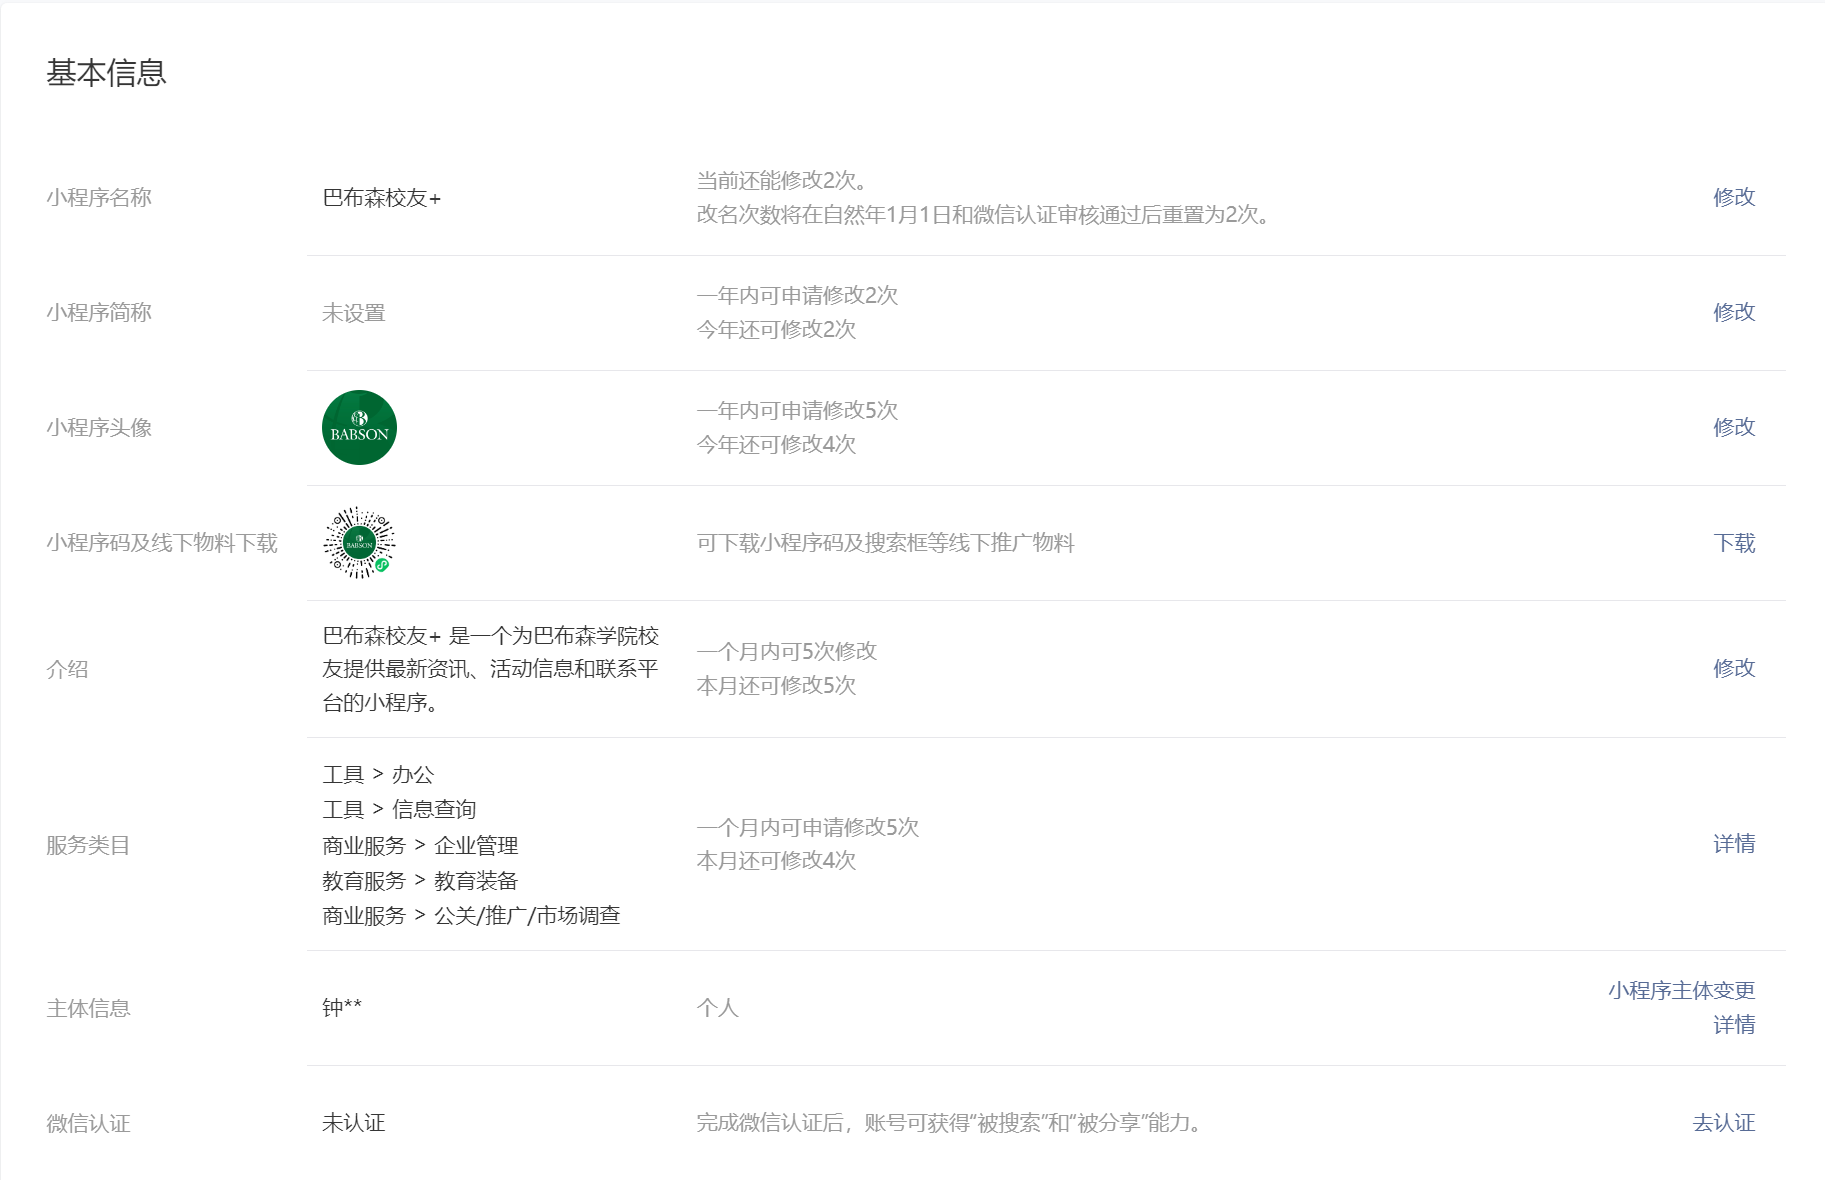 基本信息
小程序名称
巴布森校友+
当前还能修改2次。
改名次数将在自然年1月1日和微信认证审核通过后重置为2次。
修改
小程序简称
未设置
一年内可申请修改2次
今年还可修改2次
修改
小程序头像
BABSON
一年内可申请修改5次
今年还可修改4次
修改
小程序码及线下物料下载
BABSON
可下载小程序码及搜索框等线下推广物料
下载
介绍
巴布森校友+ 是一个为巴布森学院校
友提供最新资讯、活动信息和联系平
台的小程序。
一个月内可5次修改
本月还可修改5次
修改
服务类目
工具 > 办公
工具 > 信息查询
商业服务 > 企业管理
教育服务 > 教育装备
商业服务 > 公关/推广/市场调查
一个月内可申请修改5次
本月还可修改4次
详情
主体信息
钟**
个人
小程序主体变更
详情
微信认证
未认证
完成微信认证后，账号可获得“被搜索”和“被分享”能力。
去认证